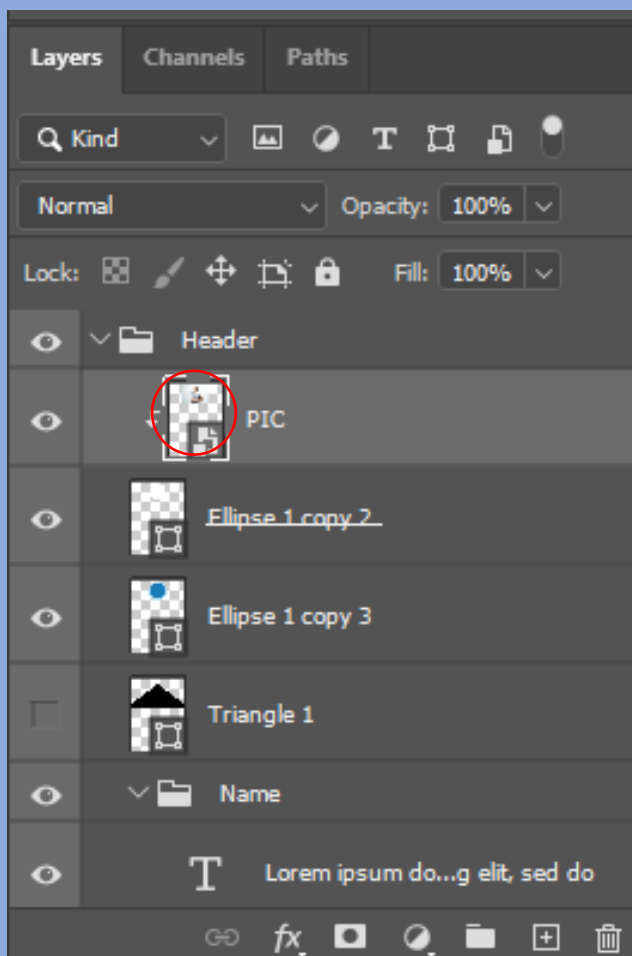 Layers Channels Paths
Kind T
Normal Opacity: 100%
Lock: Fill: 100%
Header
PIC
Ellipse 1 copy 2
Ellipse 1 copy 3
Triangle 1
Name
T Lorem ipsum do...g elit, sed do
fx